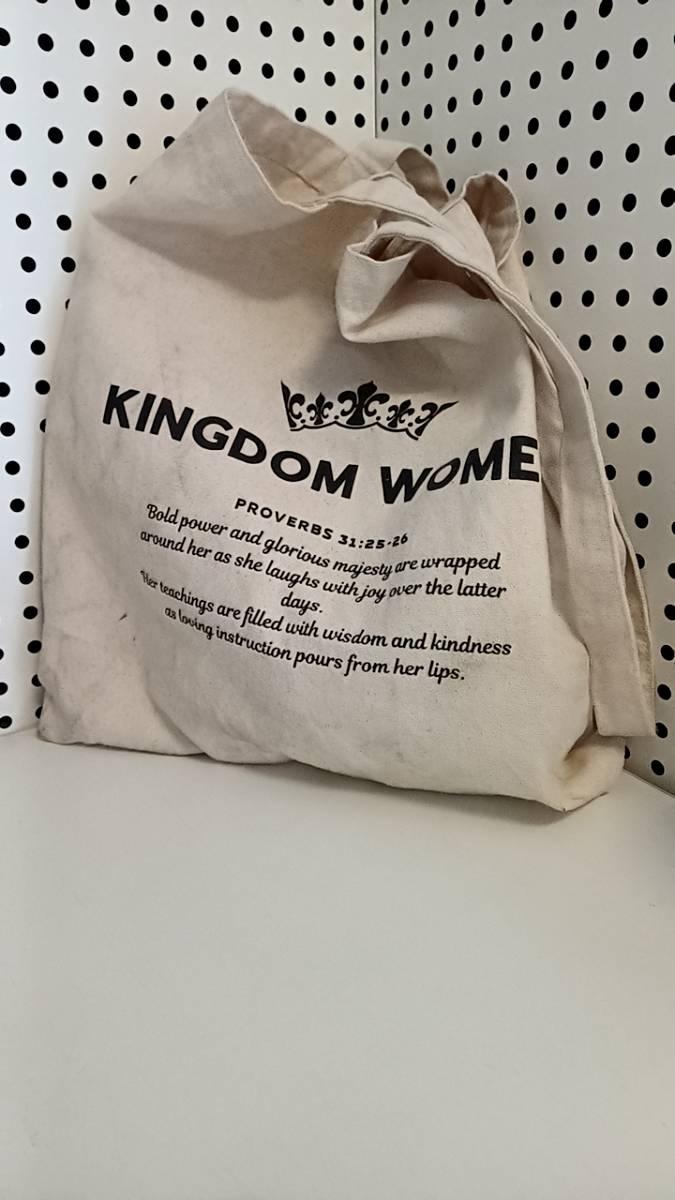 KINGDOM WOME
PROVERBS 31:25-26
Bold power and glorious majesty are wrapped
around her as she laughs with joy over the latter
days.
Her teachings are filled with wisdom and kindness
as loving instruction pours from her lips.